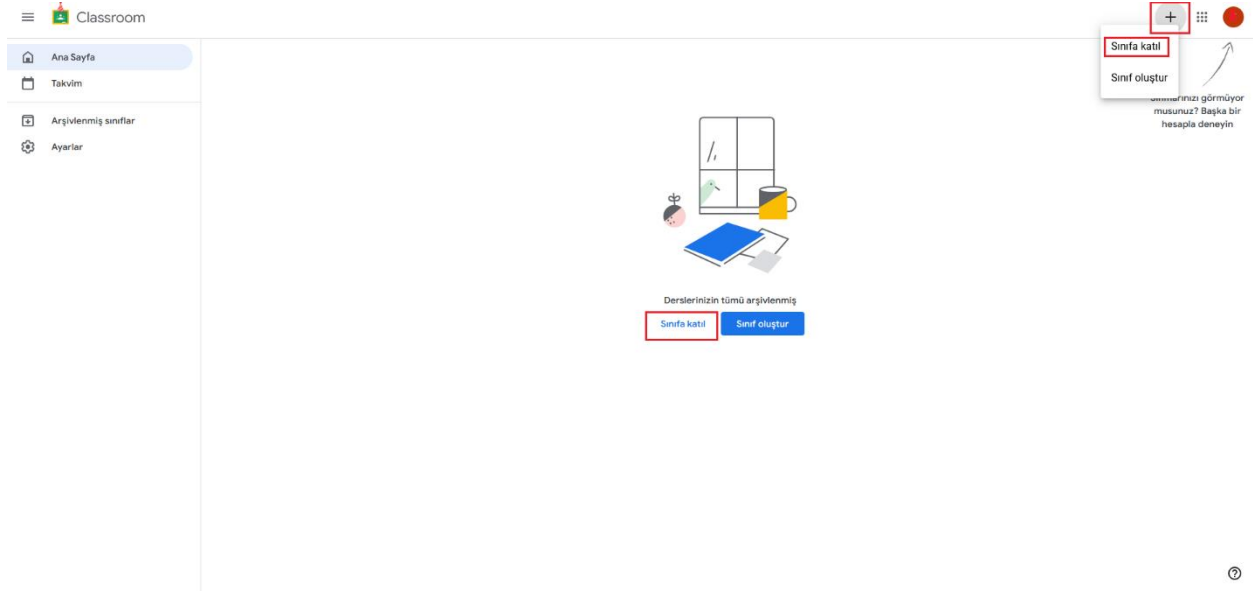 Classroom
Sınıfa katıl
Sınıf oluştur
görmüyor
musunuz? Başka bir
hesapla deneyin
Ana Sayfa
Takvim
Arşivlenmiş sınıflar
Ayarlar
Derslerinizin tümü arşivlenmiş
Sınıfa katıl
Sınıf oluştur